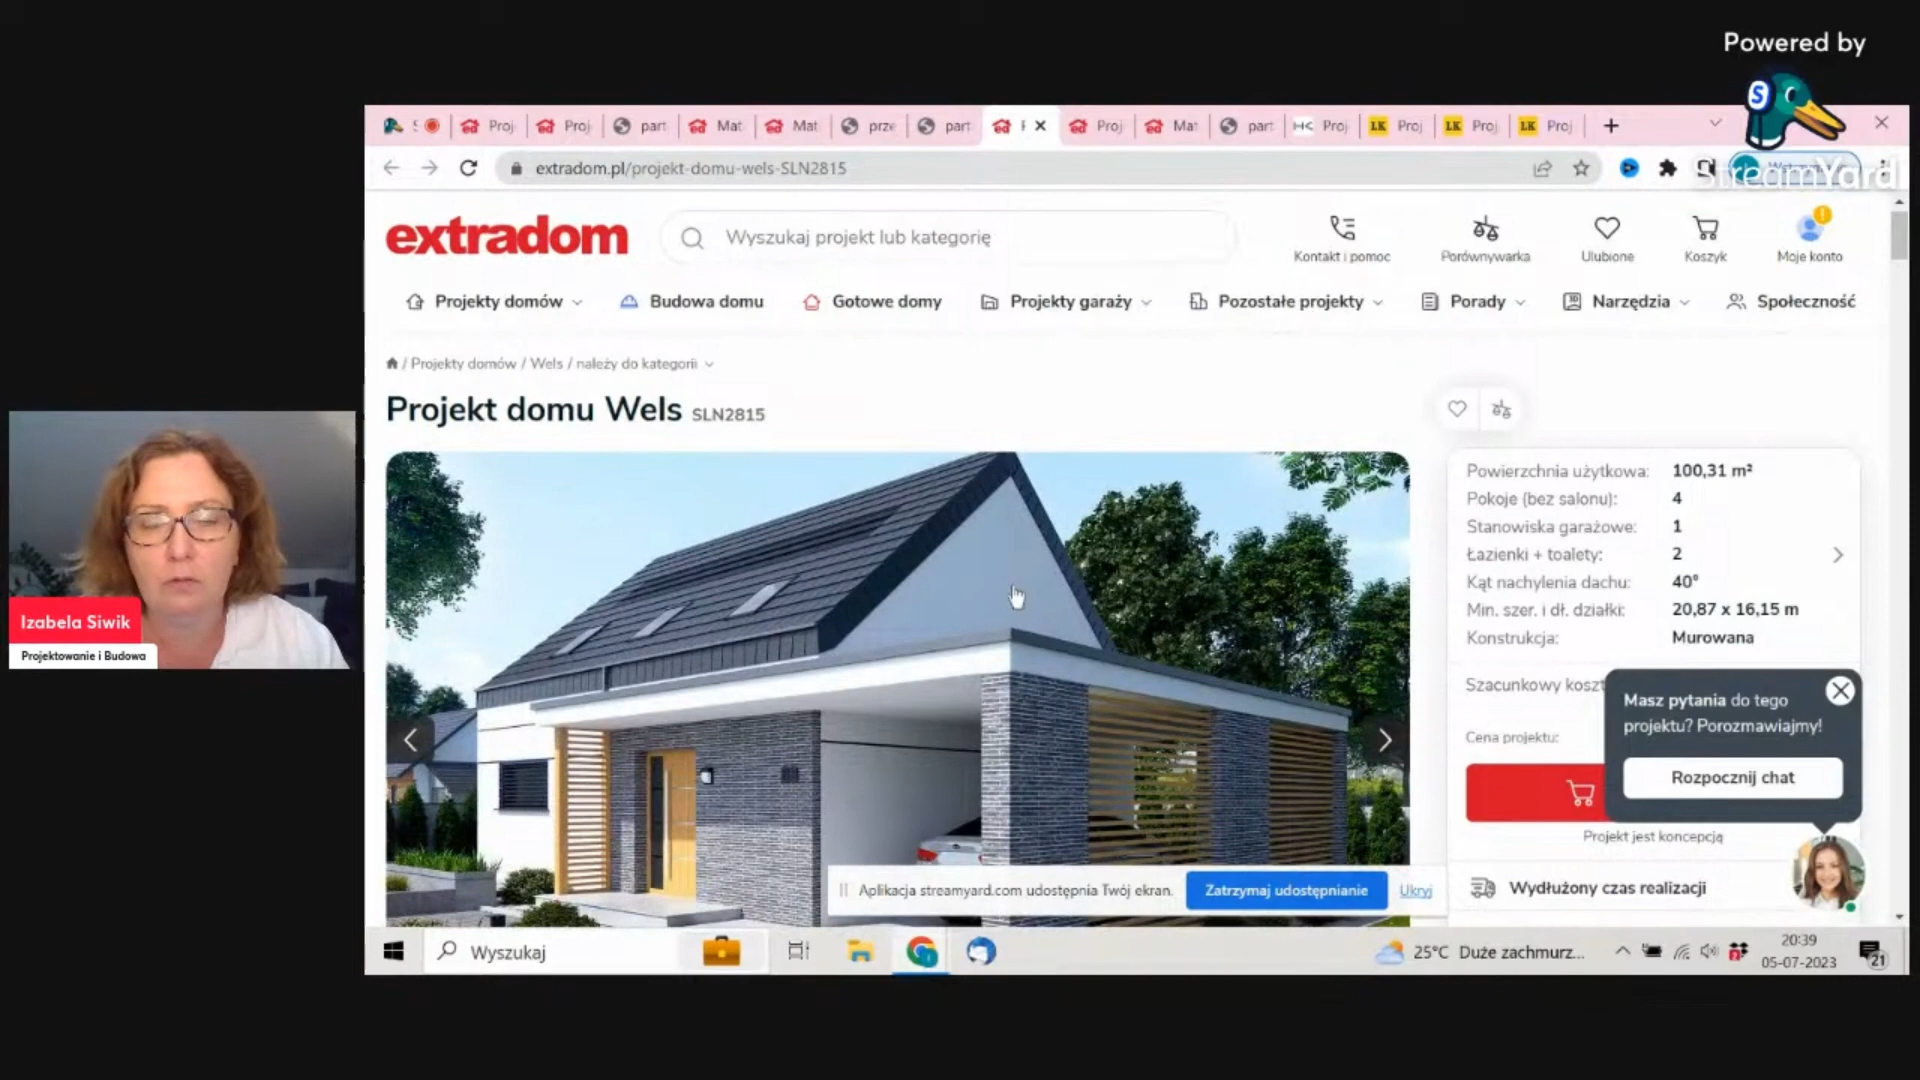 Powered by
StreamYard
Proj
Proj
part
Mat
Mat
prze
part
Proj
Mat
part
Proj
LK Proj
LK Proj
LK Proj
extradom.pl/projekt-domu-wels-SLN2815
extradom
Wyszukaj projekt lub kategorię
Kontakt i pomoc
Porównywarka
Ulubione
Koszyk
Moje konto
Projekty domów
Budowa domu
Gotowe domy
Projekty garaży
Pozostałe projekty
Porady
Narzędzia
Społeczność
/ Projekty domów / Wels / należy do kategorii
Projekt domu Wels SLN2815
Powierzchnia użytkowa: 100,31 m²
Pokoje (bez salonu): 4
Stanowiska garażowe: 1
Łazienki + toalety: 2
Kąt nachylenia dachu: 40°
Min. szer. i dł. działki: 20,87 x 16,15 m
Konstrukcja: Murowana
Szacunkowy koszt
Cena projektu:
Masz pytania do tego
projektu? Porozmawiajmy!
Rozpocznij chat
Projekt jest koncepcją
Wydłużony czas realizacji
Izabela Siwik
Projektowanie i Budowa
Aplikacja streamyard.com udostępnia Twój ekran.
Zatrzymaj udostępnianie
Ukryj
Wyszukaj
25°C Duże zachmurz...
20:39
05-07-2023
21